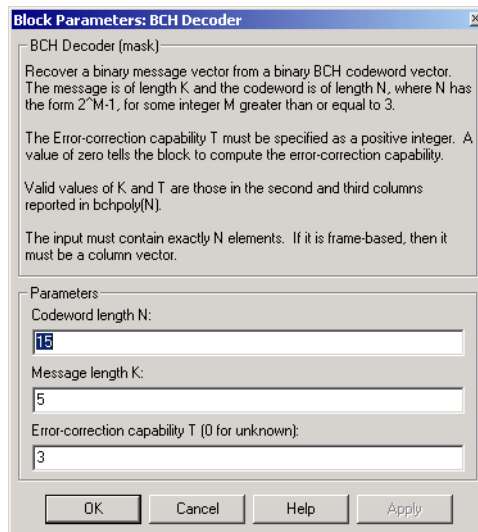 Block Parameters: BCH Decoder
BCH Decoder (mask)
Recover a binary message vector from a binary BCH codeword vector.
The message is of length K and the codeword is of length N, where N has
the form 2^M-1, for some integer M greater than or equal to 3.
The Error-correction capability T must be specified as a positive integer. A
value of zero tells the block to compute the error-correction capability.
Valid values of K and T are those in the second and third columns
reported in bchpoly(N).
The input must contain exactly N elements. If it is frame-based, then it
must be a column vector.
Parameters
Codeword length N:
15
Message length K:
5
Error-correction capability T (0 for unknown):
3
OK Cancel Help Apply